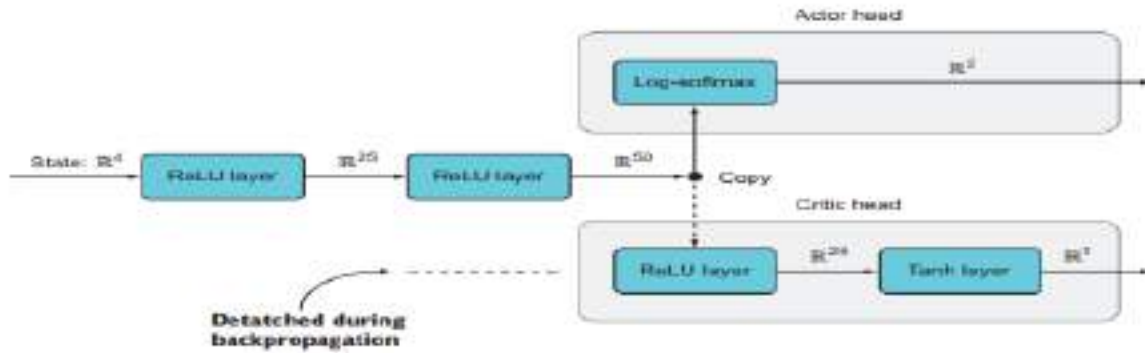 Actor head
Log-softmax
ℝ²
State: ℝ⁴
ReLU layer
ℝ²⁵
ReLU layer
ℝ⁵⁰
Copy
Critic head
ReLU layer
Tanh layer
ℝ¹
Detatched during
backpropagation